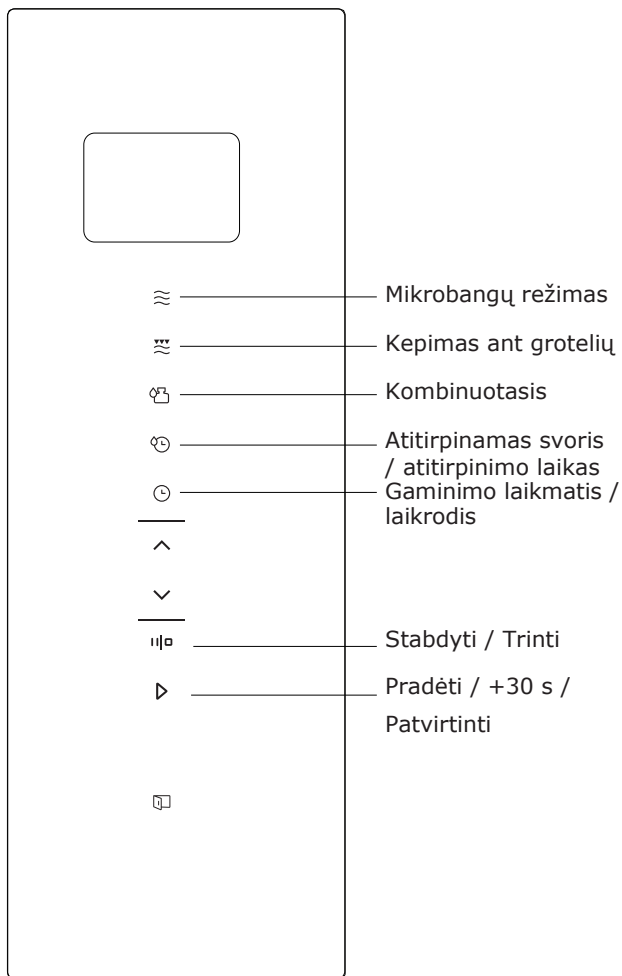 Mikrobangų režimas
Kepimas ant grotelių
Kombinuotasis
Atitirpinamas svoris
/ atitirpinimo laikas
Gaminimo laikmatis /
laikrodis
Stabdyti / Trinti
Pradėti / +30 s /
Patvirtinti